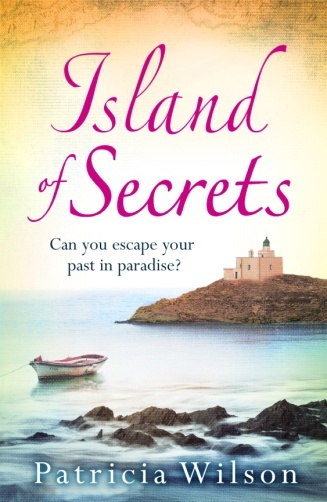 Island
of Secrets
Can you escape your
past in paradise?
Patricia Wilson